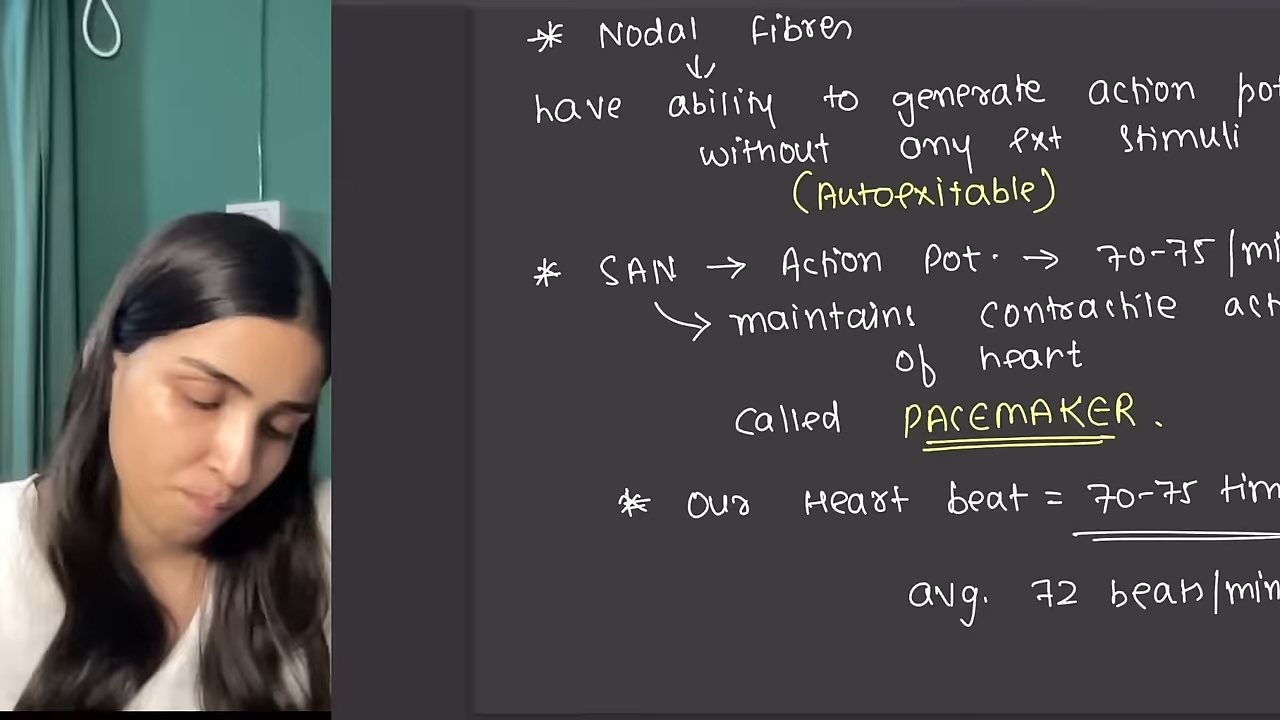 * Nodal Fibres
↓
have ability to generate action pot
without any ext stimuli
(Autoexitable)
* SAN → Action Pot. → 70-75/mi
↳ maintains contractile act
of heart
called PACEMAKER.
* Our Heart beat = 70-75 tim
avg. 72 beats/min